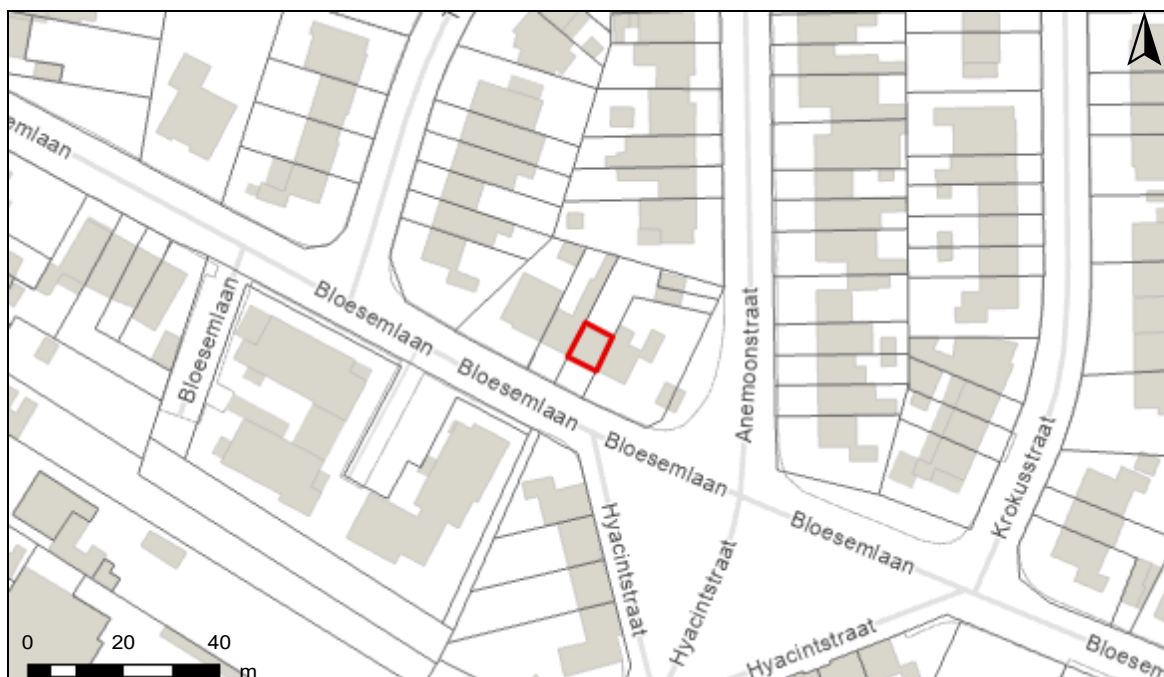 emlaan
Bloesemlaan
Bloesemlaan
Bloesemlaan
Bloesemlaan
Anemoonstraat
Bloesemlaan
Krokusstraat
Hyacintstraat
Hyacintstraat
Hyacintstraat
Bloesem
0 20 40
m